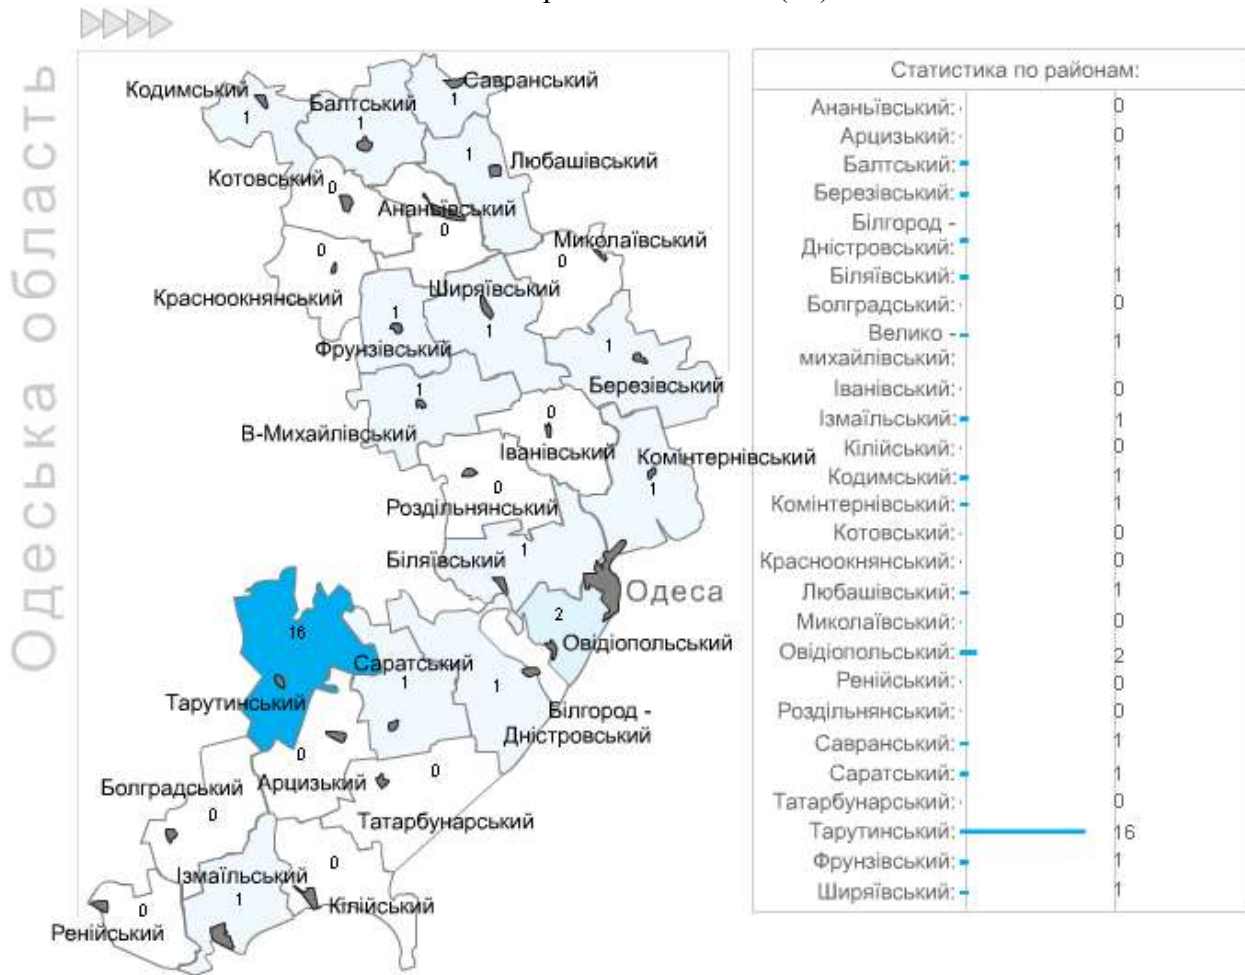 Одеська область
Кодимський
1
Балтський
1
Савранський
1
Любашівський
1
Котовський
0
Ананьївський
0
Миколаївський
0
Красноокнянський
0
Ширяївський
1
Фрунзівський
1
Березівський
1
В-Михайлівський
1
Іванівський
0
Комінтернівський
1
Роздільнянський
0
Біляївський
1
Одеса
2
Овідіопольський
16
Тарутинський
Саратський
1
1
Білгород -
Дністровський
0
Арцизький
0
Татарбунарський
Болградський
0
Ізмаїльський
1
0
Кілійський
0
Ренійський
Статистика по районам:
Ананьївський: 0
Арцизький: 0
Балтський: 1
Березівський: 1
Білгород -
Дністровський: 1
Біляївський: 1
Болградський: 0
Велико - 1
михайлівський:
Іванівський: 0
Ізмаїльський: 1
Кілійський: 0
Кодимський: 1
Комінтернівський: 1
Котовський: 0
Красноокнянський: 0
Любашівський: 1
Миколаївський: 0
Овідіопольський: 2
Ренійський: 0
Роздільнянський: 0
Савранський: 1
Саратський: 1
Татарбунарський: 0
Тарутинський: 16
Фрунзівський: 1
Ширяївський: 1